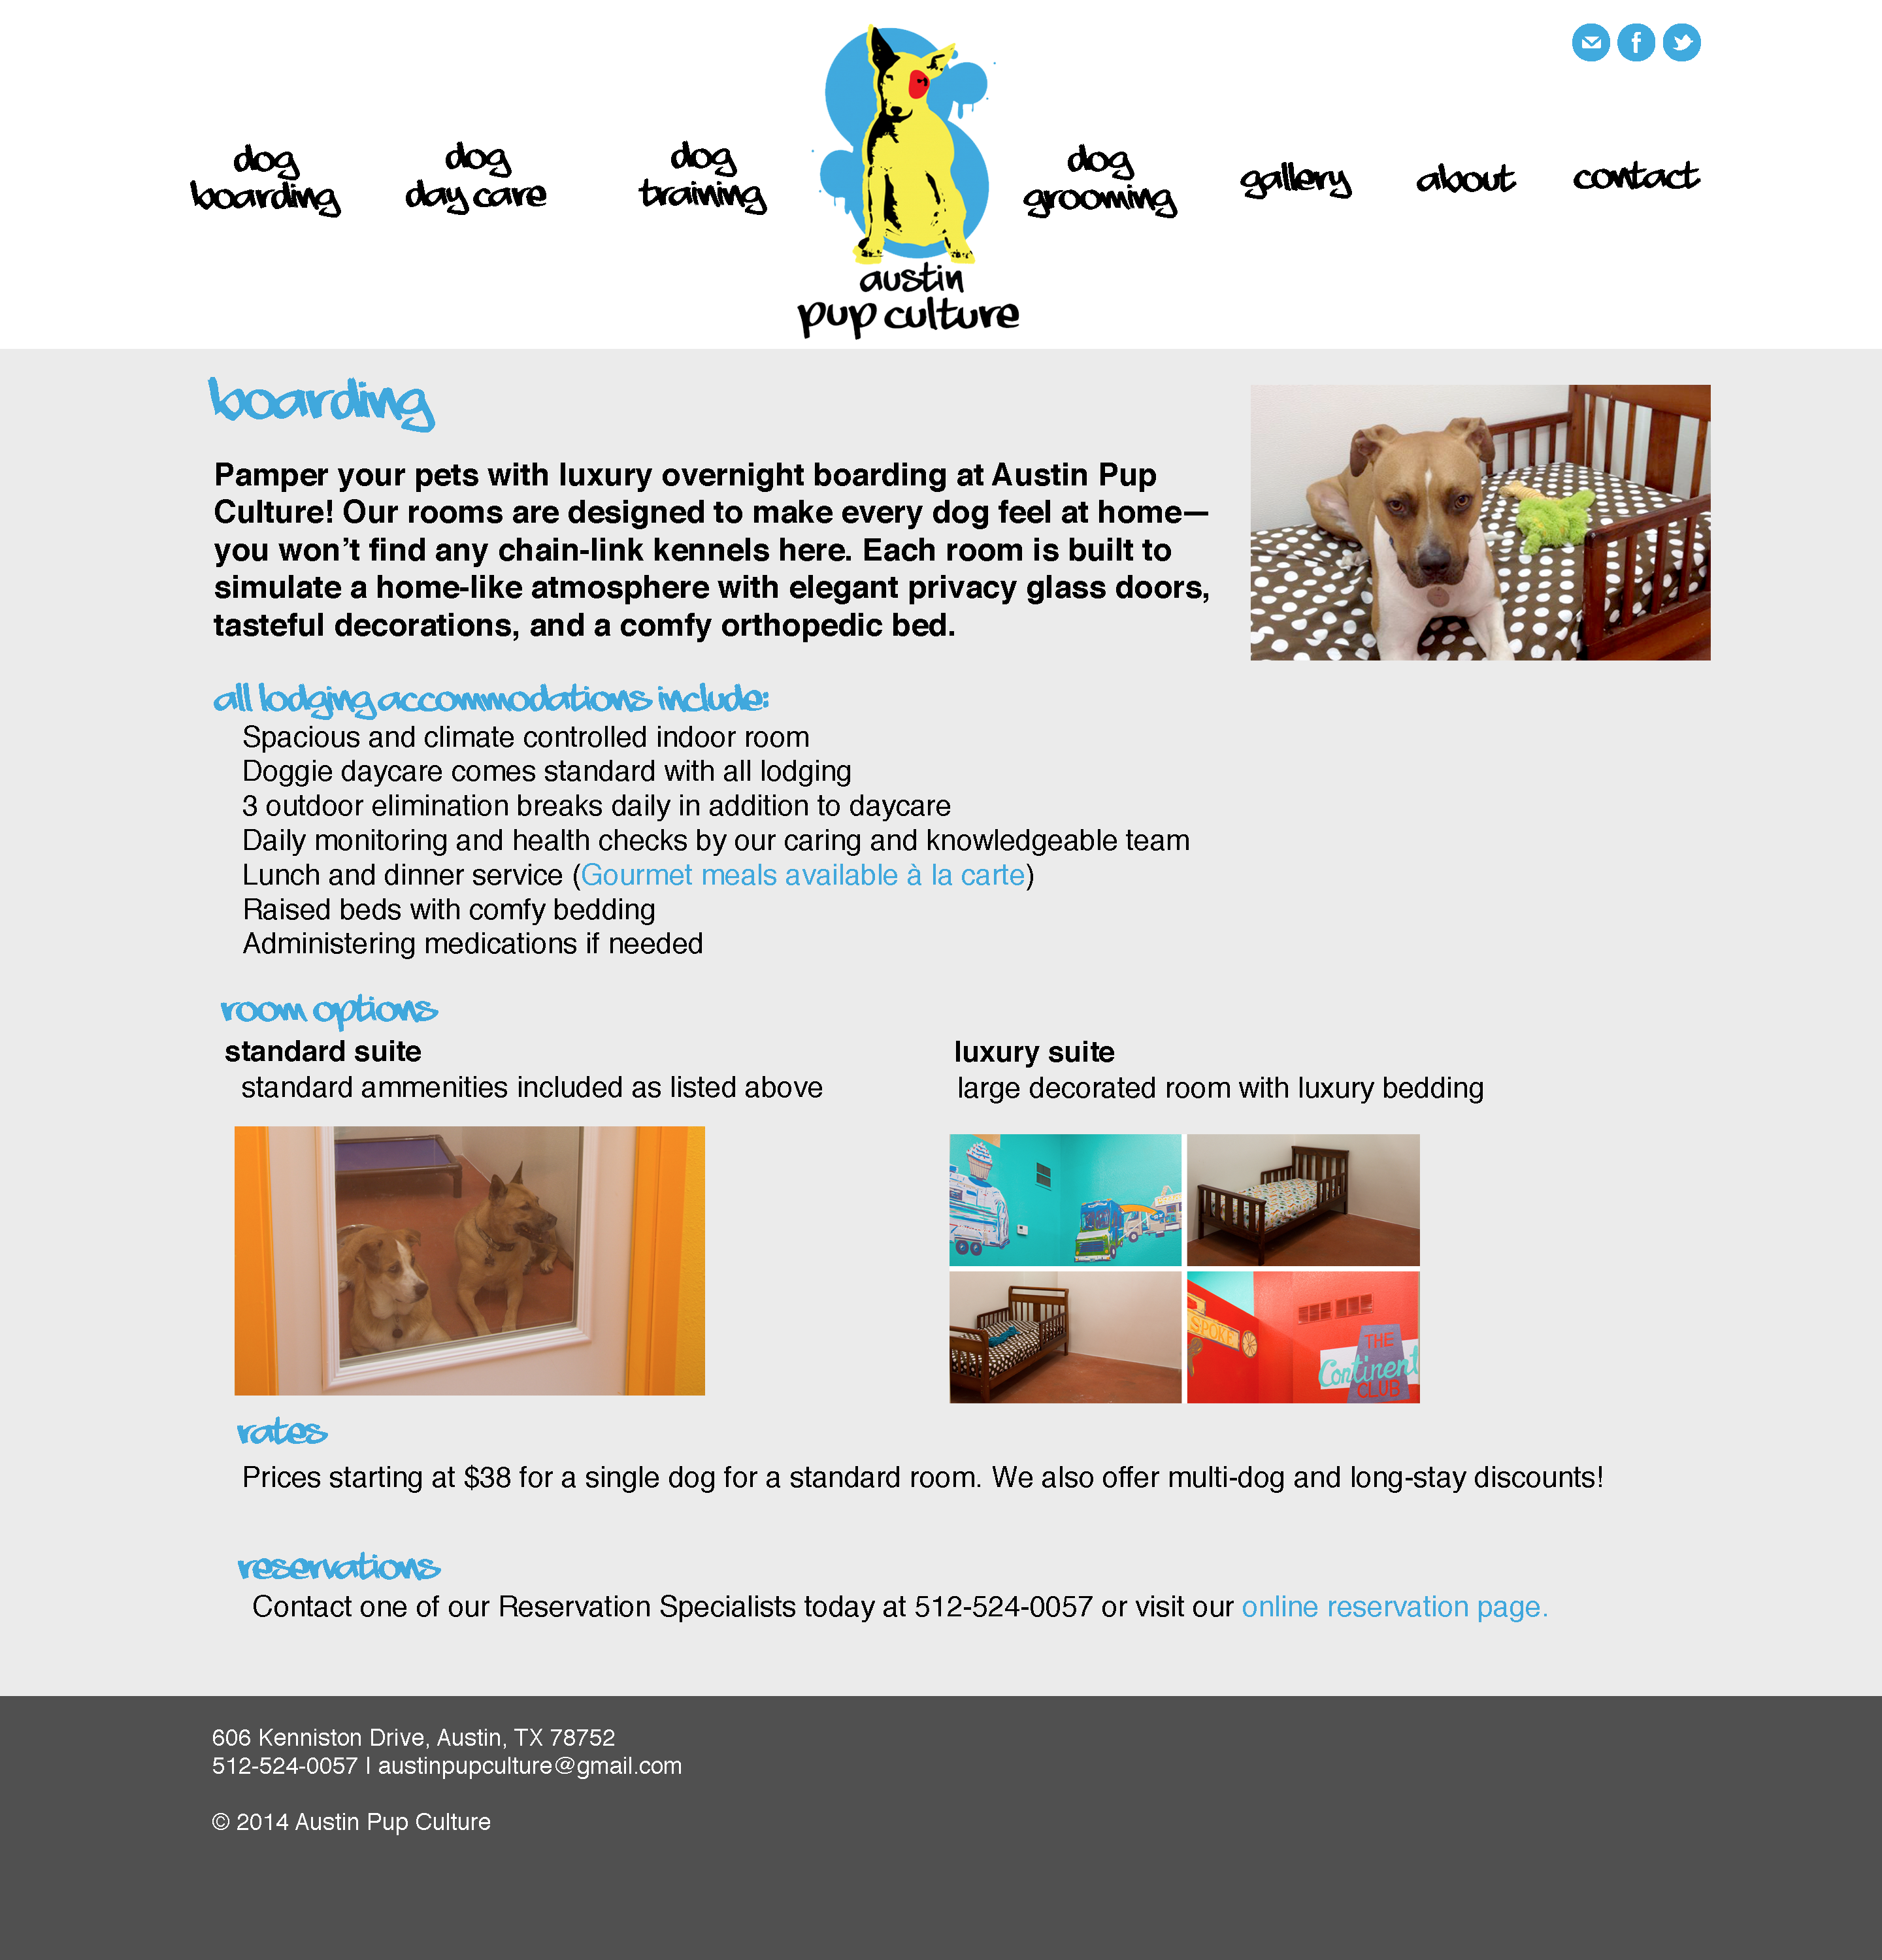 dog
boarding
dog
day care
dog
training
austin
pup culture
dog
grooming
gallery
about
contact
boarding
Pamper your pets with luxury overnight boarding at Austin Pup
Culture! Our rooms are designed to make every dog feel at home—
you won’t find any chain-link kennels here. Each room is built to
simulate a home-like atmosphere with elegant privacy glass doors,
tasteful decorations, and a comfy orthopedic bed.
all lodging accommodations include:
Spacious and climate controlled indoor room
Doggie daycare comes standard with all lodging
3 outdoor elimination breaks daily in addition to daycare
Daily monitoring and health checks by our caring and knowledgeable team
Lunch and dinner service (Gourmet meals available à la carte)
Raised beds with comfy bedding
Administering medications if needed
room options
standard suite
standard ammenities included as listed above
luxury suite
large decorated room with luxury bedding
SPOKE
THE
Continent
CLUB
rates
Prices starting at $38 for a single dog for a standard room. We also offer multi-dog and long-stay discounts!
reservations
Contact one of our Reservation Specialists today at 512-524-0057 or visit our online reservation page.
606 Kenniston Drive, Austin, TX 78752
512-524-0057 I austinpupculture@gmail.com
© 2014 Austin Pup Culture